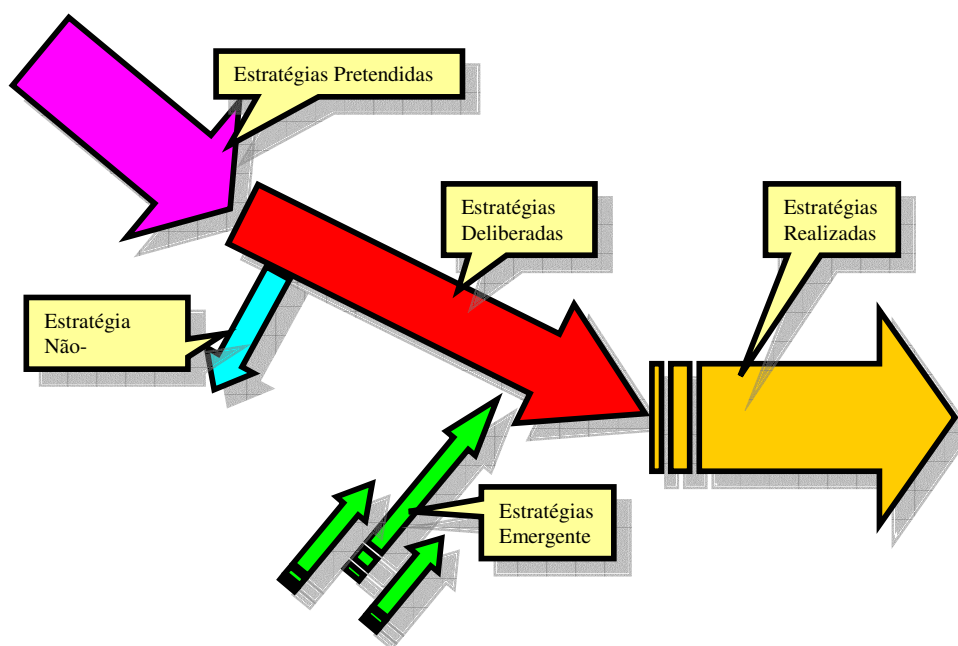 Estratégias Pretendidas
Estratégias
Deliberadas
Estratégias
Realizadas
Estratégia
Não-
Estratégias
Emergente